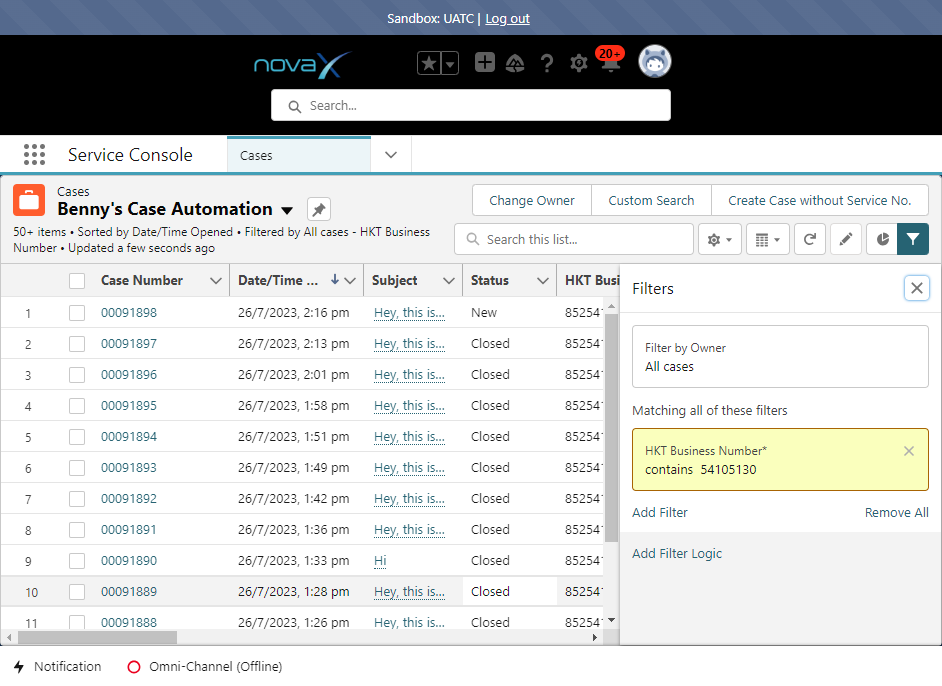 Sandbox: UATC | Log out
novaX
20+
Search...
Service Console
Cases
Cases
Benny's Case Automation
50+ items • Sorted by Date/Time Opened • Filtered by All cases - HKT Business
Number • Updated a few seconds ago
Change Owner Custom Search Create Case without Service No.
Search this list...
Case Number Date/Time ... Subject Status HKT Busi
1 00091898 26/7/2023, 2:16 pm Hey, this is... New 85254
2 00091897 26/7/2023, 2:13 pm Hey, this is... Closed 85254
3 00091896 26/7/2023, 2:01 pm Hey, this is... Closed 85254
4 00091895 26/7/2023, 1:58 pm Hey, this is... Closed 85254
5 00091894 26/7/2023, 1:51 pm Hey, this is... Closed 85254
6 00091893 26/7/2023, 1:49 pm Hey, this is... Closed 85254
7 00091892 26/7/2023, 1:42 pm Hey, this is... Closed 85254
8 00091891 26/7/2023, 1:36 pm Hey, this is... Closed 85254
9 00091890 26/7/2023, 1:33 pm Hi Closed 85254
10 00091889 26/7/2023, 1:28 pm Hey, this is... Closed 85254
11 00091888 26/7/2023, 1:26 pm Hey, this is... Closed 85254
Filters
Filter by Owner
All cases
Matching all of these filters
HKT Business Number*
contains 54105130
Add Filter Remove All
Add Filter Logic
Notification Omni-Channel (Offline)